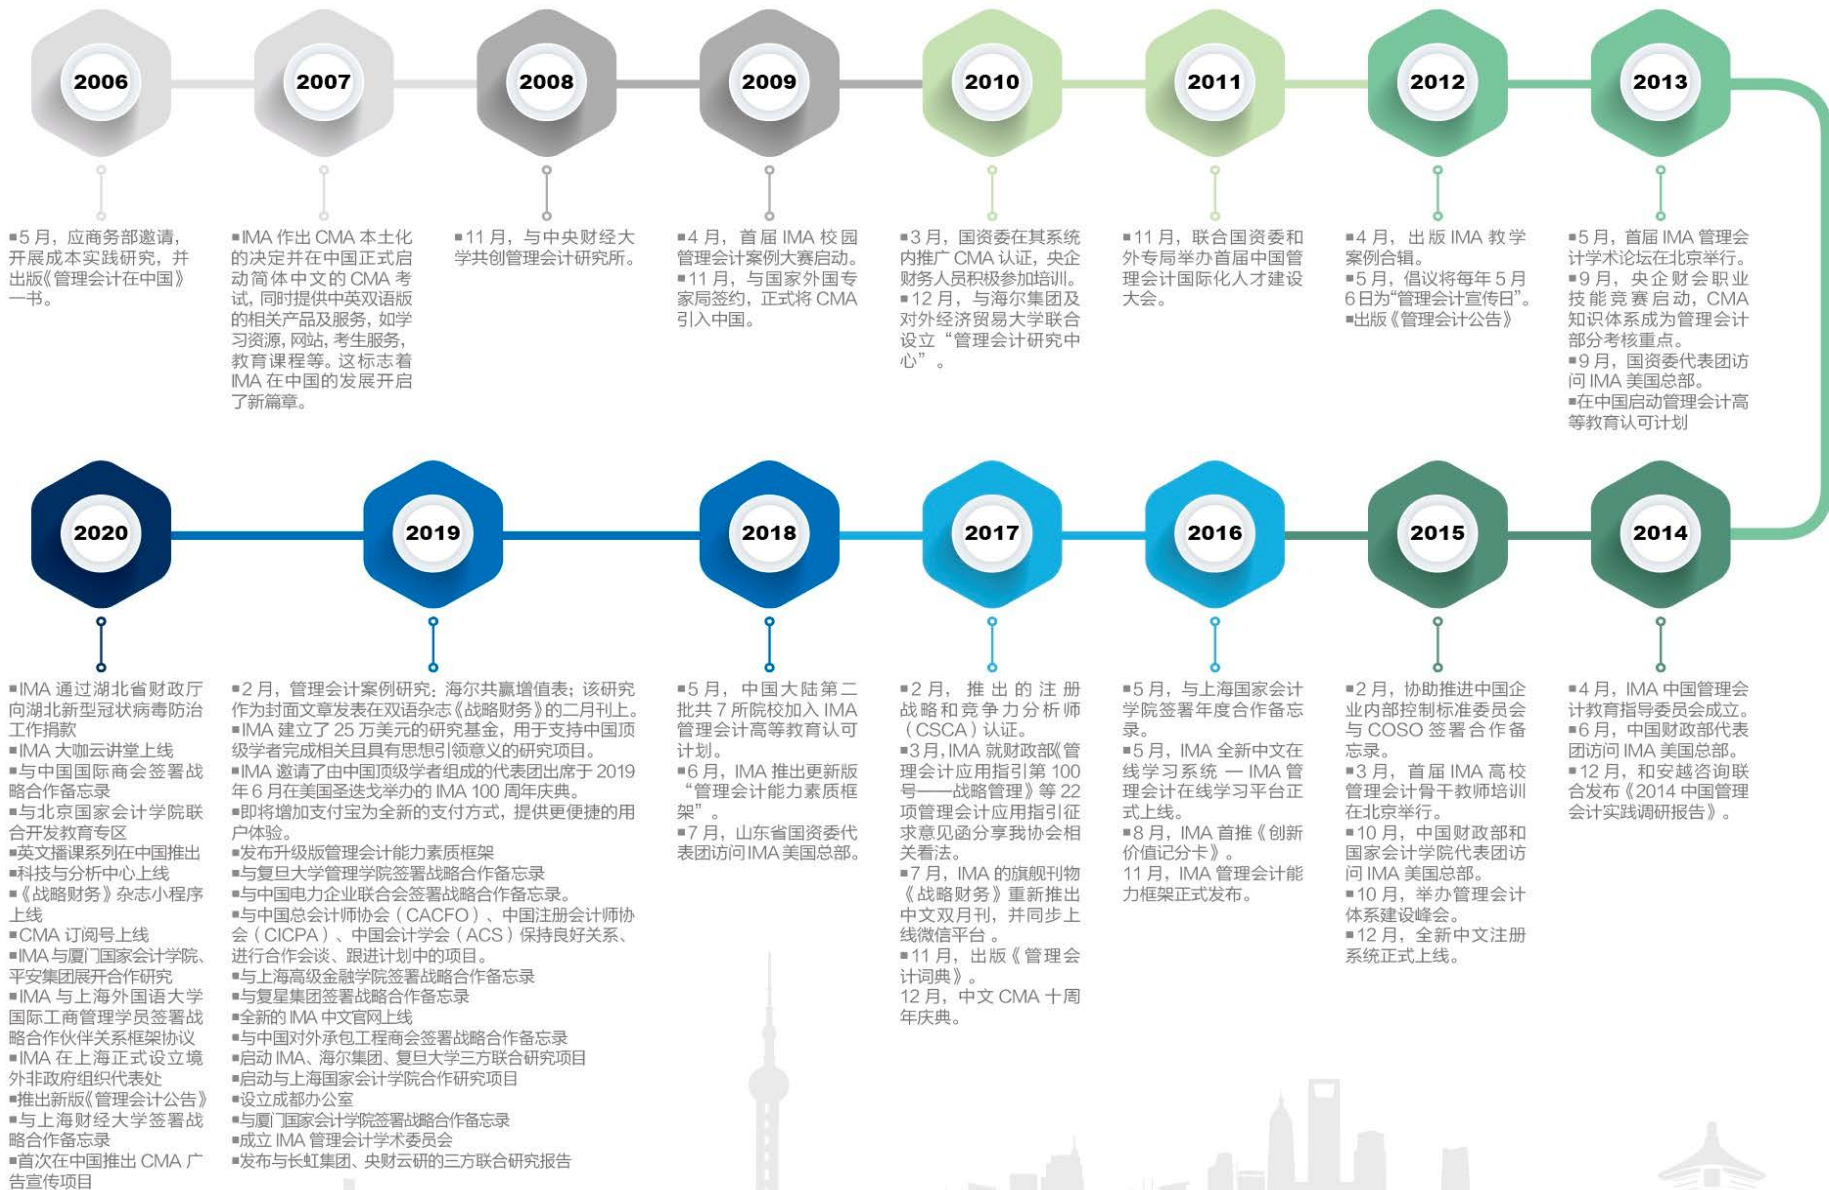 2006
2007
2008
2009
2010
2011
2012
2013
■5 月，应商务部邀请，
开展成本实践研究，并
出版《管理会计在中国》
一书。
■IMA 作出 CMA 本土化
的决定并在中国正式启
动简体中文的 CMA 考
试，同时提供中英双语版
的相关产品及服务，如学
习资源，网站，考生服务，
教育课程等。这标志着
IMA 在中国的发展开启
了新篇章。
■11 月，与中央财经大
学共创管理会计研究所。
■4 月，首届 IMA 校园
管理会计案例大赛启动。
■11 月，与国家外国专
家局签约，正式将 CMA
引入中国。
■3 月，国资委在其系统
内推广 CMA 认证，央企
财务人员积极参加培训。
■12 月，与海尔集团及
对外经济贸易大学联合
设立“管理会计研究中
心”。
■11 月，联合国资委和
外专局举办首届中国管
理会计国际化人才建设
大会。
■4 月，出版 IMA 教学
案例合辑。
■5 月，倡议将每年 5 月
6 日为“管理会计宣传日”。
■出版《管理会计公告》
■5 月，首届 IMA 管理会
计学术论坛在北京举行。
■9 月，央企财会职业
技能竞赛启动，CMA
知识体系成为管理会计
部分考核重点。
■9 月，国资委代表团访
问 IMA 美国总部。
■在中国启动管理会计高
等教育认可计划
2020
2019
2018
2017
2016
2015
2014
■IMA 通过湖北省财政厅
向湖北新型冠状病毒防治
工作捐款
■IMA 大咖云讲堂上线
■与中国国际商会签署战
略合作备忘录
■与北京国家会计学院联
合开发教育专区
■英文播课系列在中国推出
■科技与分析中心上线
■《战略财务》杂志小程序
上线
■CMA 订阅号上线
■IMA 与厦门国家会计学院、
平安集团展开合作研究
■IMA 与上海外国语大学
国际工商管理学员签署战
略合作伙伴关系框架协议
■IMA 在上海正式设立境
外非政府组织代表处
■推出新版《管理会计公告》
■与上海财经大学签署战
略合作备忘录
■首次在中国推出 CMA 广
告宣传项目
■2 月，管理会计案例研究：海尔共赢增值表；该研究
作为封面文章发表在双语杂志《战略财务》的二月刊上。
■IMA 建立了 25 万美元的研究基金，用于支持中国顶
级学者完成相关且具有思想引领意义的研究项目。
■IMA 邀请了由中国顶级学者组成的代表团出席于 2019
年 6 月在美国圣迭戈举办的 IMA 100 周年庆典。
■即将增加支付宝为全新的支付方式，提供更便捷的用
户体验。
■发布升级版管理会计能力素质框架
■与复旦大学管理学院签署战略合作备忘录
■与中国电力企业联合会签署战略合作备忘录。
■与中国总会计师协会（CACFO）、中国注册会计师协
会（CICPA）、中国会计学会（ACS）保持良好关系、
进行合作会谈、跟进计划中的项目。
■与上海高级金融学院签署战略合作备忘录
■与复星集团签署战略合作备忘录
■全新的 IMA 中文官网上线
■与中国对外承包工程商会签署战略合作备忘录
■启动 IMA、海尔集团、复旦大学三方联合研究项目
■启动与上海国家会计学院合作研究项目
■设立成都办公室
■与厦门国家会计学院签署战略合作备忘录
■成立 IMA 管理会计学术委员会
■发布与长虹集团、央财云研的三方联合研究报告
■5 月，中国大陆第二
批共 7 所院校加入 IMA
管理会计高等教育认可
计划。
■6 月，IMA 推出更新版
“管理会计能力素质框
架”。
■7 月，山东省国资委代
表团访问 IMA 美国总部。
■2 月，推出的注册
战略和竞争力分析师
（CSCA）认证。
■3 月，IMA 就财政部《管
理会计应用指引第 100
号——战略管理》等 22
项管理会计应用指引征
求意见函分享我协会相
关看法。
■7 月，IMA 的旗舰刊物
《战略财务》重新推出
中文双月刊，并同步上
线微信平台 。
■11 月，出版《管理会
计词典》。
12 月，中文 CMA 十周
年庆典。
■5 月，与上海国家会计
学院签署年度合作备忘
录。
■5 月，IMA 全新中文在
线学习系统 — IMA 管
理会计在线学习平台正
式上线。
■8 月，IMA 首推《创新
价值记分卡》。
11 月，IMA 管理会计能
力框架正式发布。
■2 月，协助推进中国企
业内部控制标准委员会
与 COSO 签署合作备
忘录。
■3 月，首届 IMA 高校
管理会计骨干教师培训
在北京举行。
■10 月，中国财政部和
国家会计学院代表团访
问 IMA 美国总部。
■10 月，举办管理会计
体系建设峰会。
■12 月，全新中文注册
系统正式上线。
■4 月，IMA 中国管理会
计教育指导委员会成立。
■6 月，中国财政部代表
团访问 IMA 美国总部。
■12 月，和安越咨询联
合发布《2014 中国管理
会计实践调研报告》。